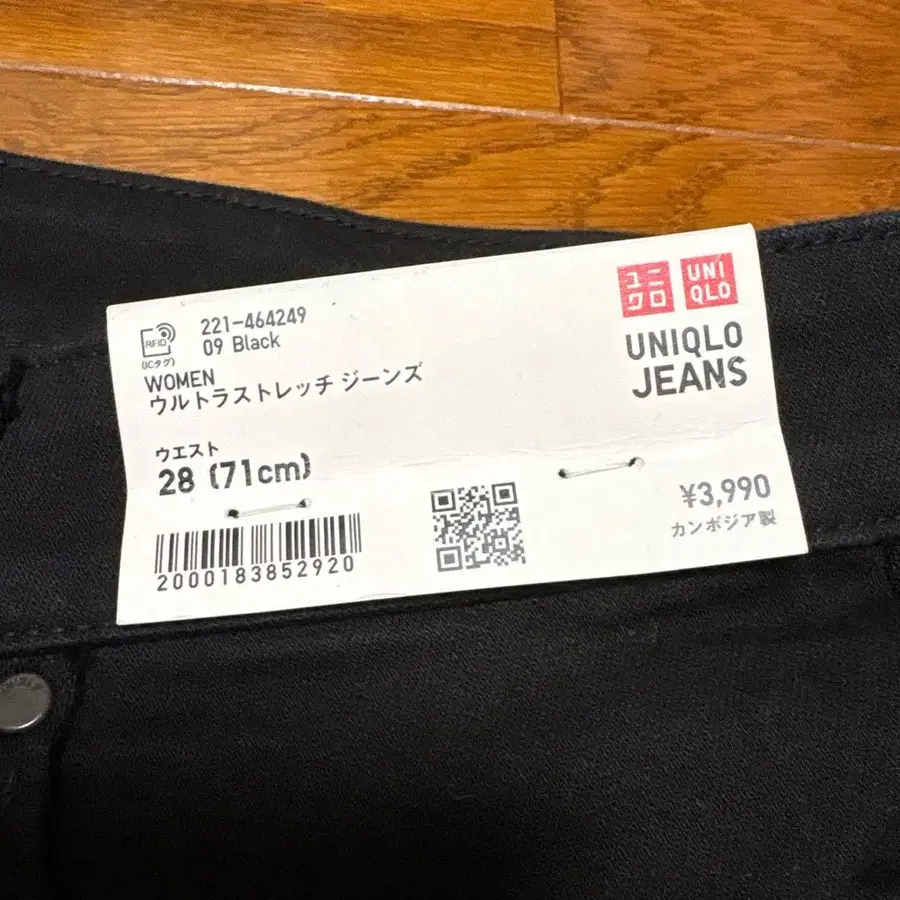 221-464249
09 Black
RFID
(ICタグ)
WOMEN
ウルトラストレッチ ジーンズ
ウエスト
28 (71cm)
2000183852920
ユニ
クロ
UNI
QLO
UNIQLO
JEANS
¥3,990
カンボジア製